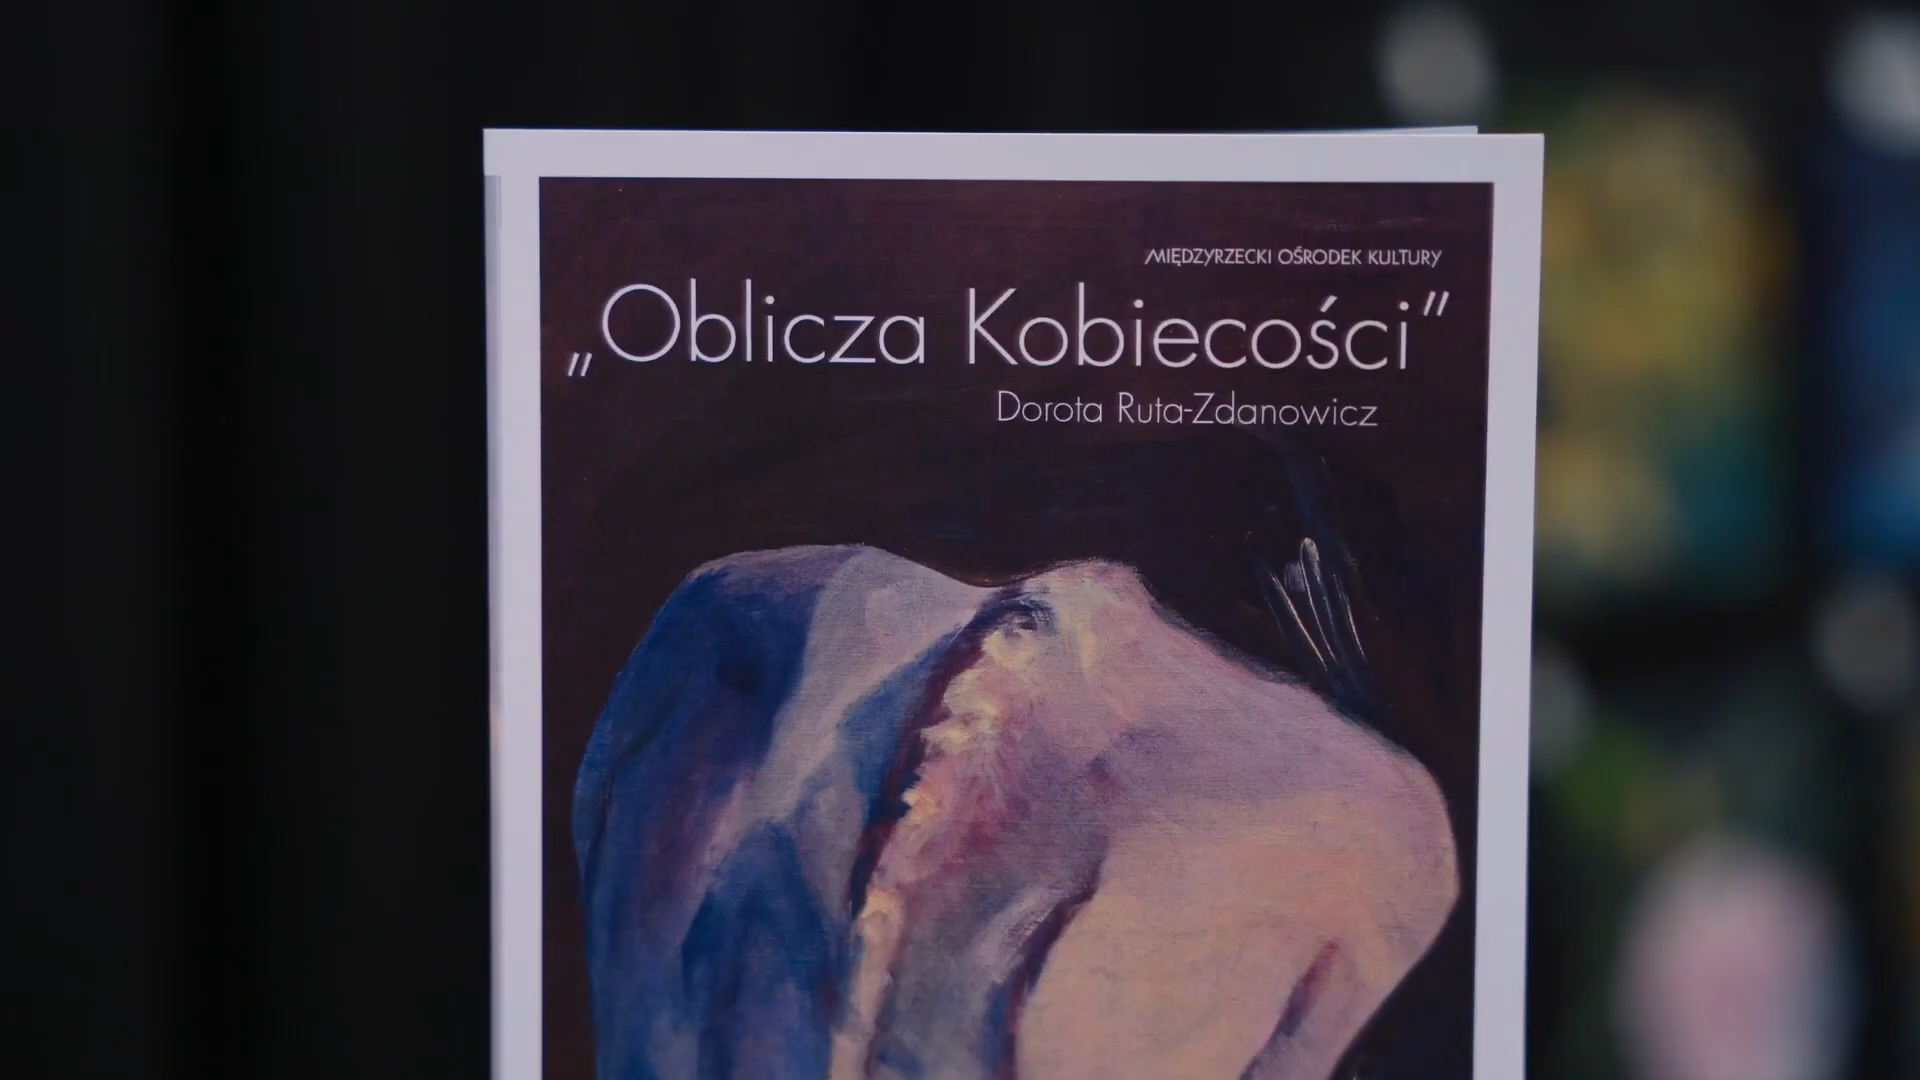 MIĘDZYRZECKI OŚRODEK KULTURY
„Oblicza Kobiecości”
Dorota Ruta-Zdanowicz